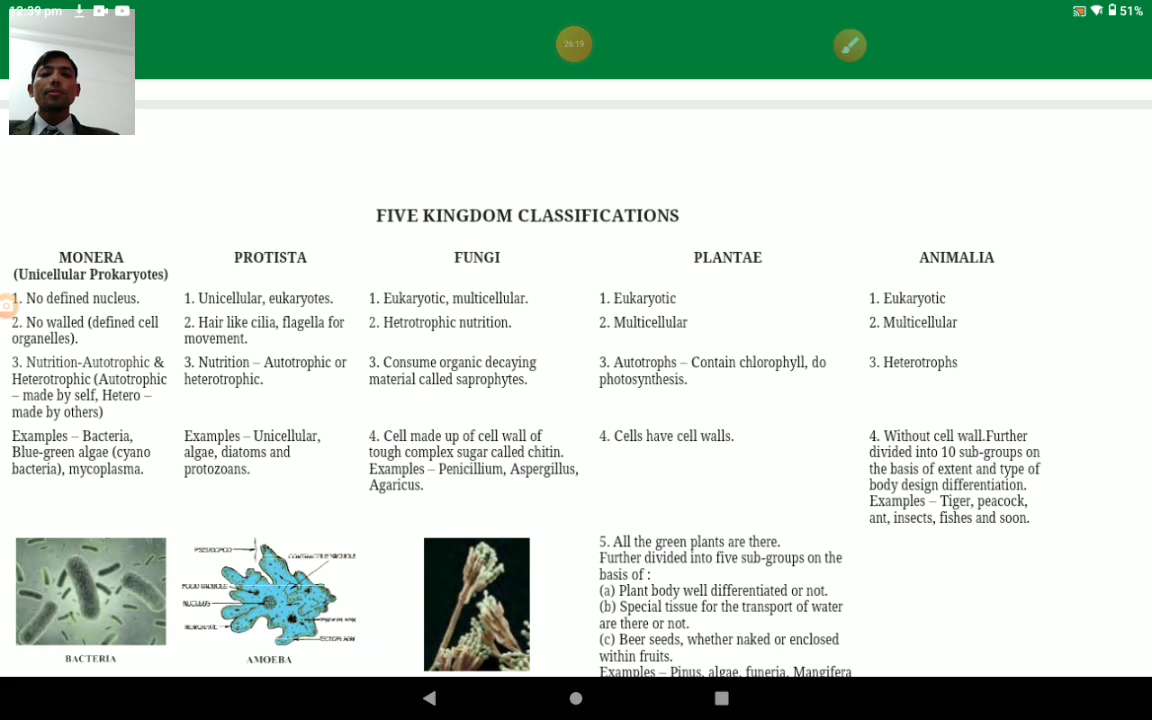 12:39 pm
51%
26:19
FIVE KINGDOM CLASSIFICATIONS
MONERA
(Unicellular Prokaryotes)
1. No defined nucleus.
2. No walled (defined cell
organelles).
3. Nutrition-Autotrophic &
Heterotrophic (Autotrophic
– made by self, Hetero –
made by others)
Examples – Bacteria,
Blue-green algae (cyano
bacteria), mycoplasma.
BACTERIA
PROTISTA
1. Unicellular, eukaryotes.
2. Hair like cilia, flagella for
movement.
3. Nutrition – Autotrophic or
heterotrophic.
Examples – Unicellular,
algae, diatoms and
protozoans.
NUCLEUS
AMOEBA
FUNGI
1. Eukaryotic, multicellular.
2. Hetrotrophic nutrition.
3. Consume organic decaying
material called saprophytes.
4. Cell made up of cell wall of
tough complex sugar called chitin.
Examples – Penicillium, Aspergillus,
Agaricus.
PLANTAE
1. Eukaryotic
2. Multicellular
3. Autotrophs – Contain chlorophyll, do
photosynthesis.
4. Cells have cell walls.
5. All the green plants are there.
Further divided into five sub-groups on the
basis of :
(a) Plant body well differentiated or not.
(b) Special tissue for the transport of water
are there or not.
(c) Beer seeds, whether naked or enclosed
within fruits.
Examples – Pinus, algae, funeria, Mangifera
ANIMALIA
1. Eukaryotic
2. Multicellular
3. Heterotrophs
4. Without cell wall.Further
divided into 10 sub-groups on
the basis of extent and type of
body design differentiation.
Examples – Tiger, peacock,
ant, insects, fishes and soon.